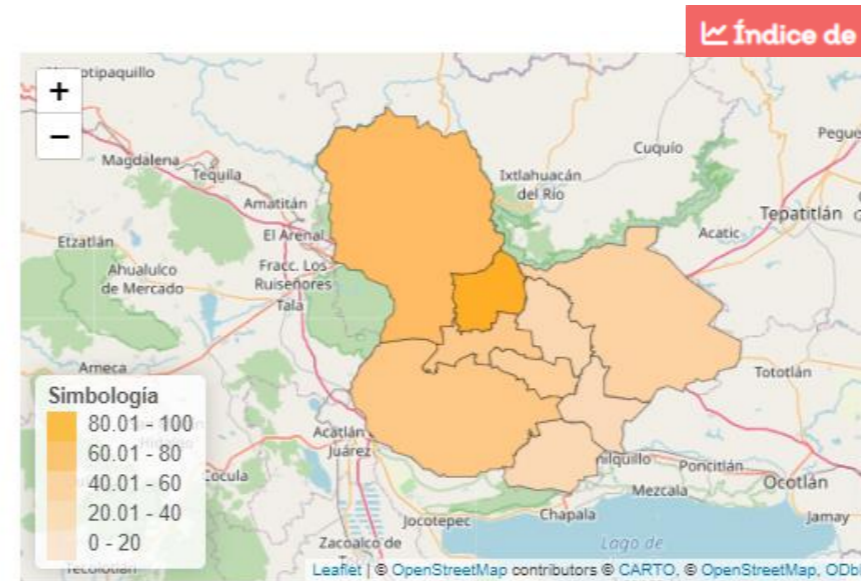 Índice de
+
−
otipaquillo
Magdalena
Tequila
Cuquío
Pegue
Ixtlahuacán
del Río
Amatitán
Tepatitlán
Etzatlán
El Arenal
Acatic
Ahualulco
de Mercado
Fracc. Los
Ruiseñores
Tala
Ameca
Tototlán
Simbología
80.01 - 100
60.01 - 80
40.01 - 60
20.01 - 40
0 - 20
Acatlán
Juárez
Cocula
nilquillo
Poncitlán
Ocotlán
Mezcala
Jocotepec
Chapala
Jamay
Zacoalco de
Lago de
Leaflet | © OpenStreetMap contributors © CARTO, © OpenStreetMap, ODb